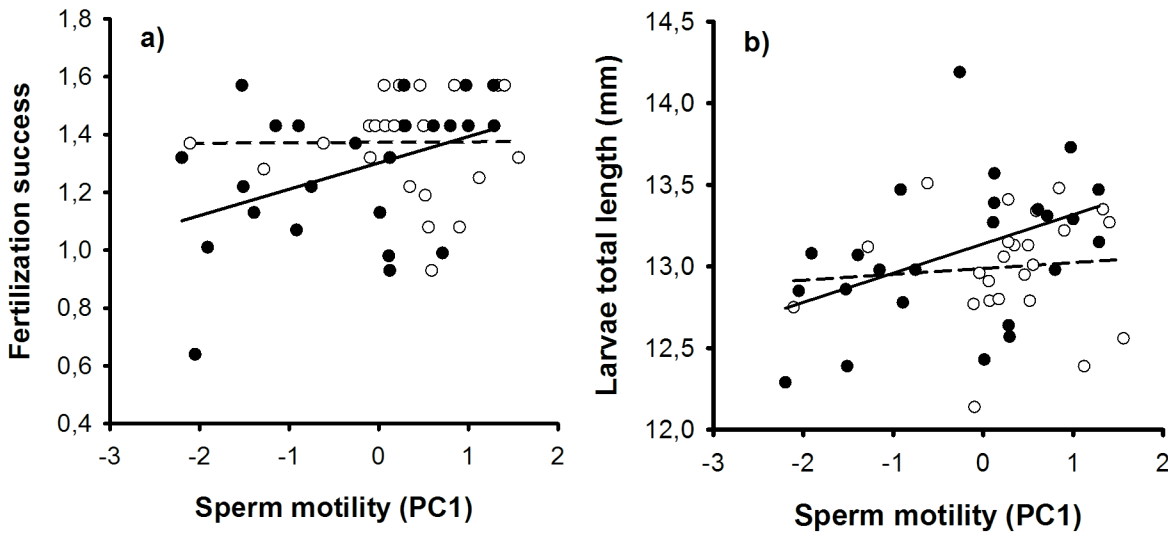 a)
Fertilization success
1,8
1,6
1,4
1,2
1,0
0,8
0,6
0,4
-3 -2 -1 0 1 2
Sperm motility (PC1)
b)
Larvae total length (mm)
14,5
14,0
13,5
13,0
12,5
12,0
-3 -2 -1 0 1 2
Sperm motility (PC1)